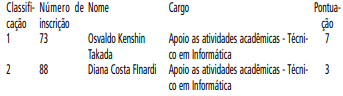 Classifi- Número de Nome Cargo Pontua-
cação inscrição ção
1 73 Osvaldo Kenshin Apoio as atividades acadêmicas - Técni- 7
Takada co em Informática
2 88 Diana Costa FInardi Apoio as atividades acadêmicas - Técni- 3
co em Informática